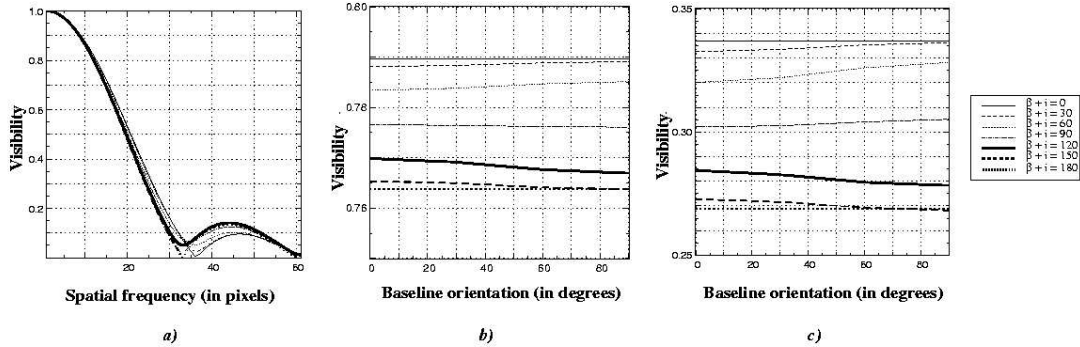 1.0
0.8
0.6
0.4
0.2
0
20
40
60
Visibility
Spatial frequency (in pixels)
a)
0.80
0.78
0.76
0
20
40
60
80
Visibility
Baseline orientation (in degrees)
b)
0.35
0.30
0.25
0
20
40
60
80
Visibility
Baseline orientation (in degrees)
c)
β + i = 0
β + i = 30
β + i = 60
β + i = 90
β + i = 120
β + i = 150
β + i = 180